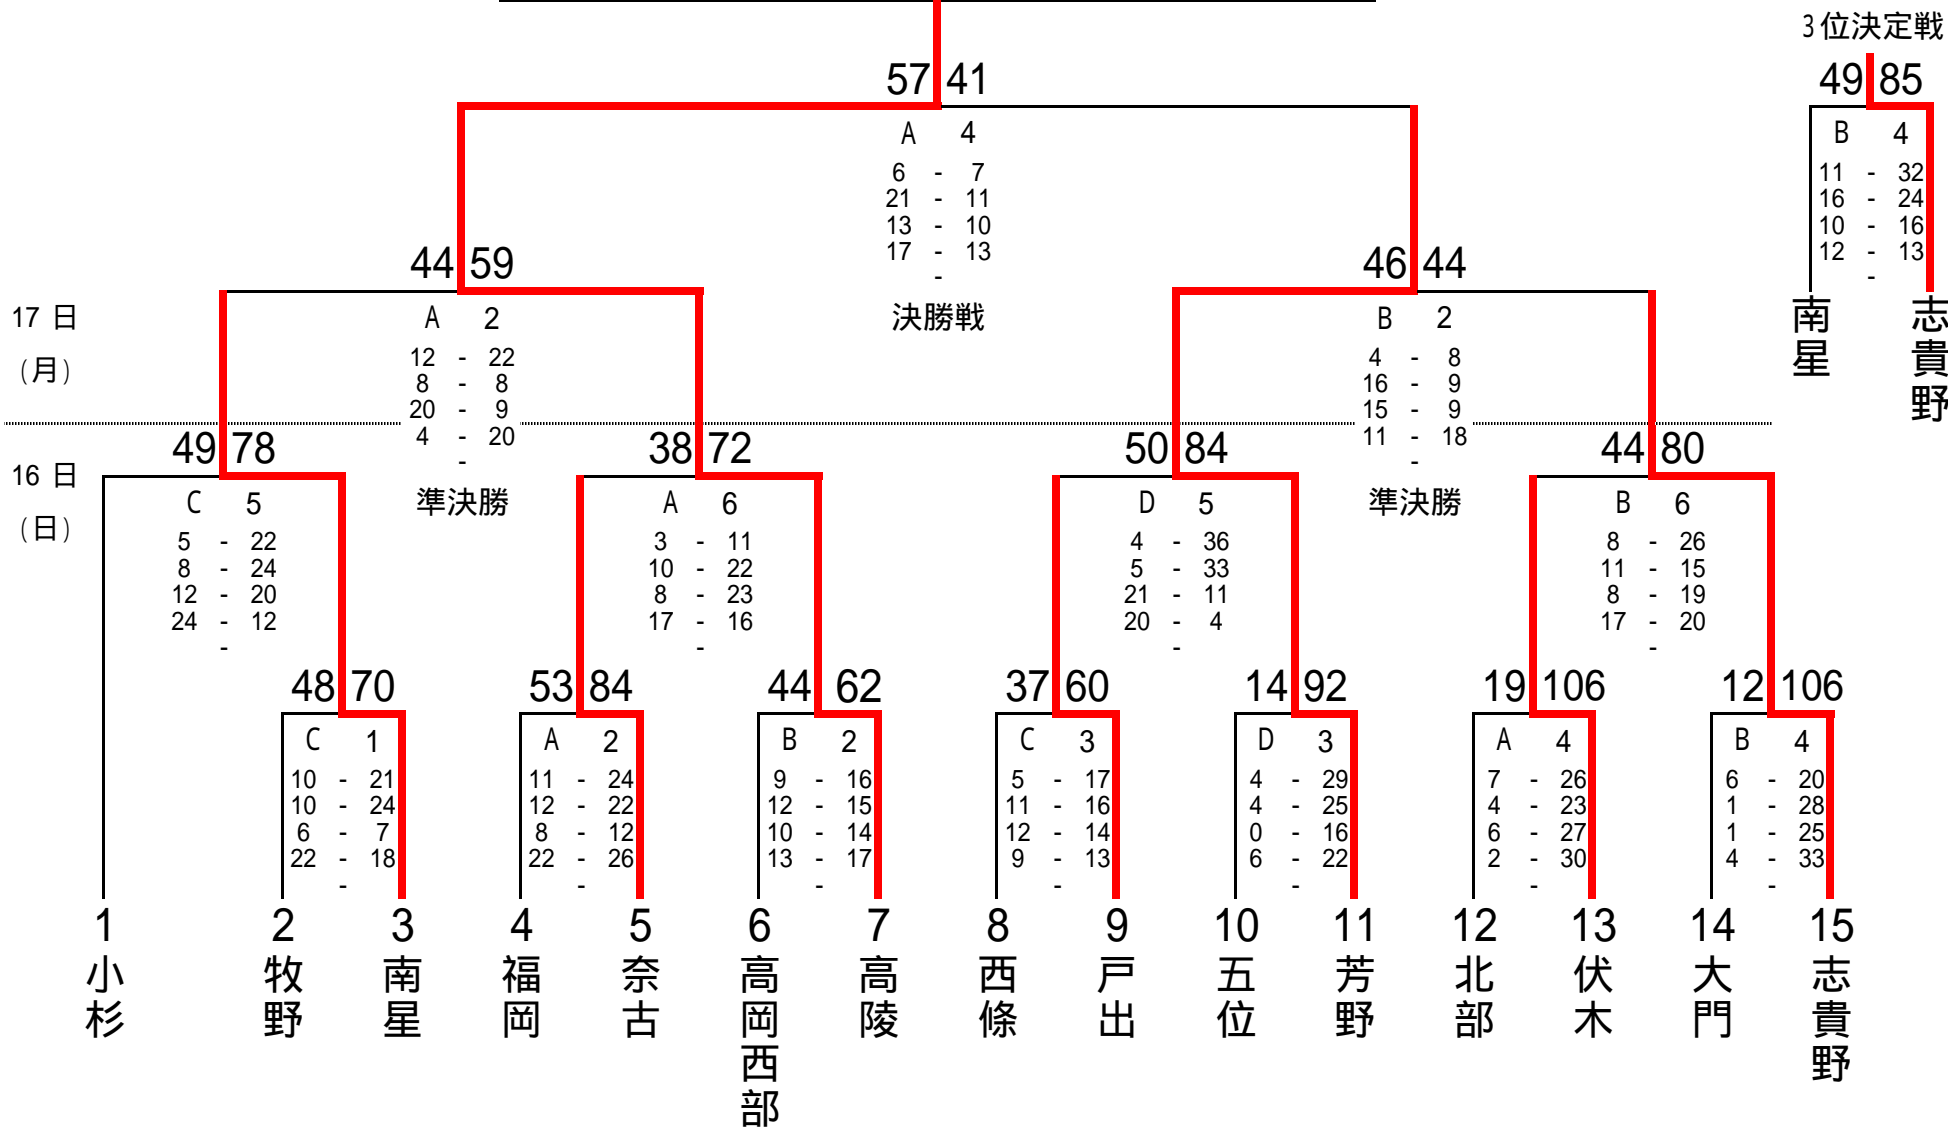 3位決定戦
57 41
49 85
A 4
6 - 7
21 - 11
13 - 10
17 - 13
-
決勝戦
B 4
11 - 32
16 - 24
10 - 16
12 - 13
-
南星
志貴野
44 59
46 44
17 日
(月)
A 2
12 - 22
8 - 8
20 - 9
4 - 20
-
準決勝
B 2
4 - 8
16 - 9
15 - 9
11 - 18
-
準決勝
16 日
(日)
49 78
38 72
50 84
44 80
C 5
5 - 22
8 - 24
12 - 20
24 - 12
-
A 6
3 - 11
10 - 22
8 - 23
17 - 16
-
D 5
4 - 36
5 - 33
21 - 11
20 - 4
-
B 6
8 - 26
11 - 15
8 - 19
17 - 20
-
48 70
53 84
44 62
37 60
14 92
19 106
12 106
C 1
10 - 21
10 - 24
6 - 7
22 - 18
-
A 2
11 - 24
12 - 22
8 - 12
22 - 26
-
B 2
9 - 16
12 - 15
10 - 14
13 - 17
-
C 3
5 - 17
11 - 16
12 - 14
9 - 13
-
D 3
4 - 29
4 - 25
0 - 16
6 - 22
-
A 4
7 - 26
4 - 23
6 - 27
2 - 30
-
B 4
6 - 20
1 - 28
1 - 25
4 - 33
-
1 2 3 4 5 6 7 8 9 10 11 12 13 14 15
小杉
牧野
南星
福岡
奈古
高岡西部
高陵
西條
戸出
五位
芳野
北部
伏木
大門
志貴野